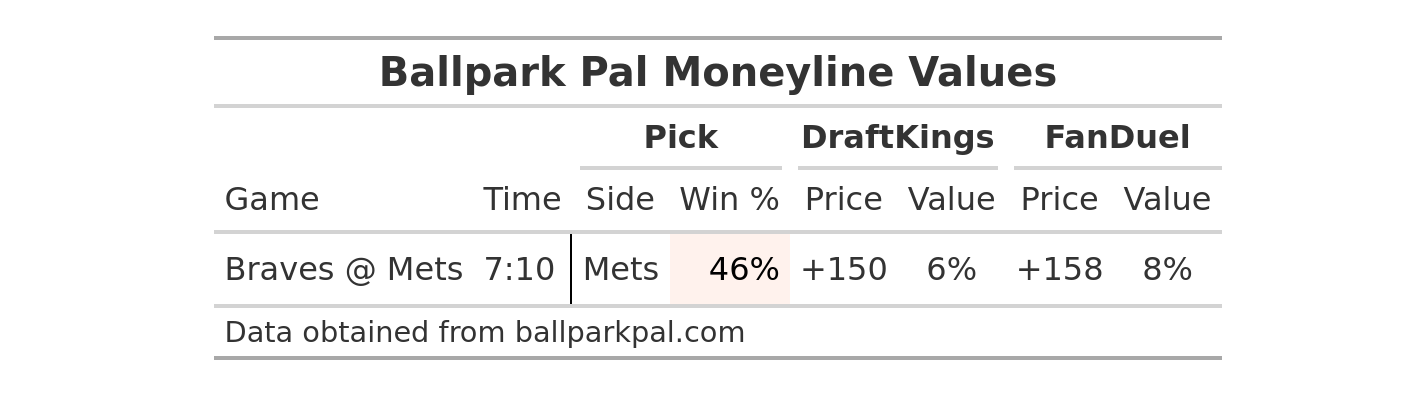 Ballpark Pal Moneyline Values
Pick DraftKings FanDuel
Game Time Side Win % Price Value Price Value
Braves @ Mets 7:10 Mets 46% +150 6% +158 8%
Data obtained from ballparkpal.com